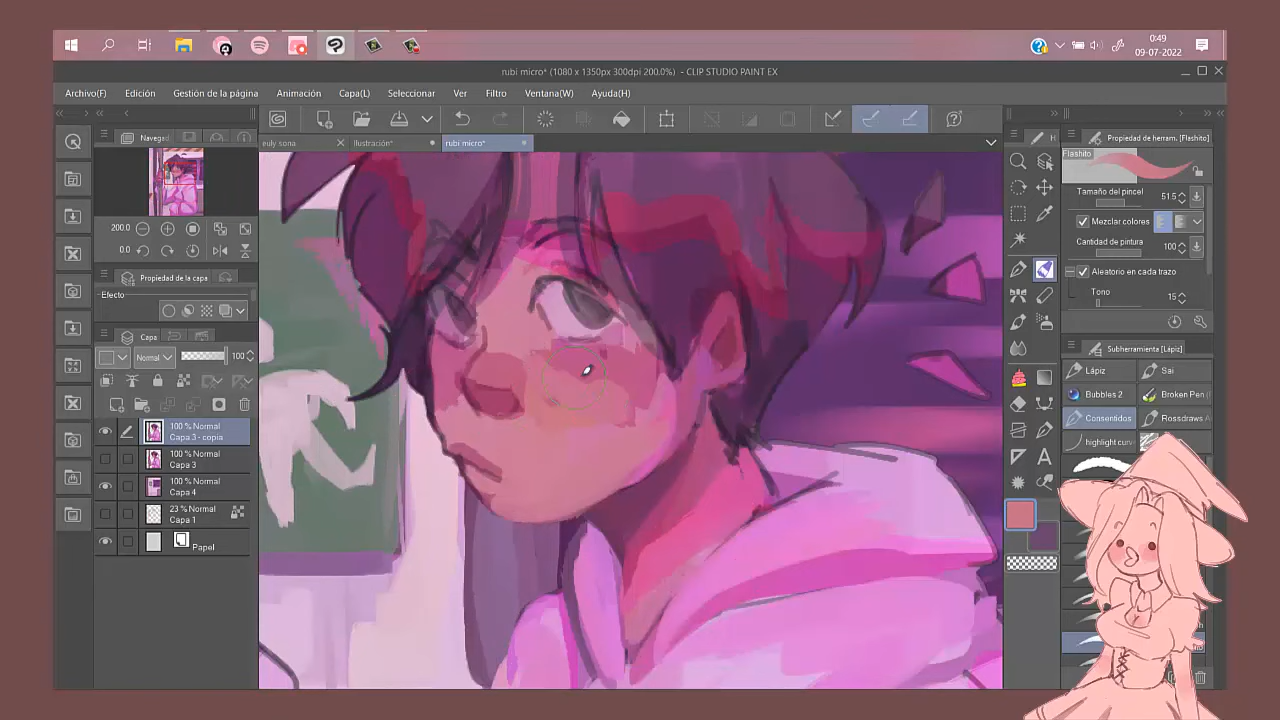 0:49
09-07-2022
rubi micro* (1080 x 1350px 300dpi 200.0%) - CLIP STUDIO PAINT EX
Archivo(F) Edición Gestión de la página Animación Capa(L) Seleccionar Ver Filtro Ventana(W) Ayuda(H)
Navegad
euly sona Ilustración* rubi micro*
Propiedad de herram. [Flashito]
Flashito
Tamaño del pincel 51.5
200.0
Mezclar colores
0.0
Cantidad de pintura 100
Propiedad de la capa
Aleatorio en cada trazo
Efecto
Tono 15
Capa
Subherramienta [Lápiz]
Normal 100
Lápiz Sai
Bubbles 2 Broken Pen
Consentidos Rossdraws
highlight curv
100 % Normal
Capa 3 - copia
100 % Normal
Capa 3
100 % Normal
Capa 4
23 % Normal
Capa 1
Papel